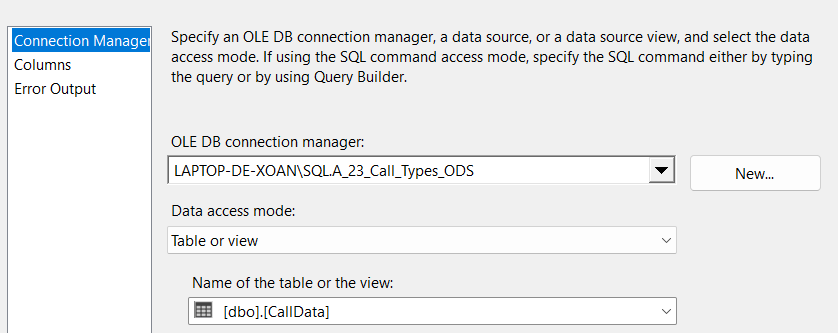 Connection Manager
Specify an OLE DB connection manager, a data source, or a data source view, and select the data
access mode. If using the SQL command access mode, specify the SQL command either by typing
the query or by using Query Builder.
Columns
Error Output
OLE DB connection manager:
LAPTOP-DE-XOAN\SQL.A_23_Call_Types_ODS
New...
Data access mode:
Table or view
Name of the table or the view:
[dbo].[CallData]